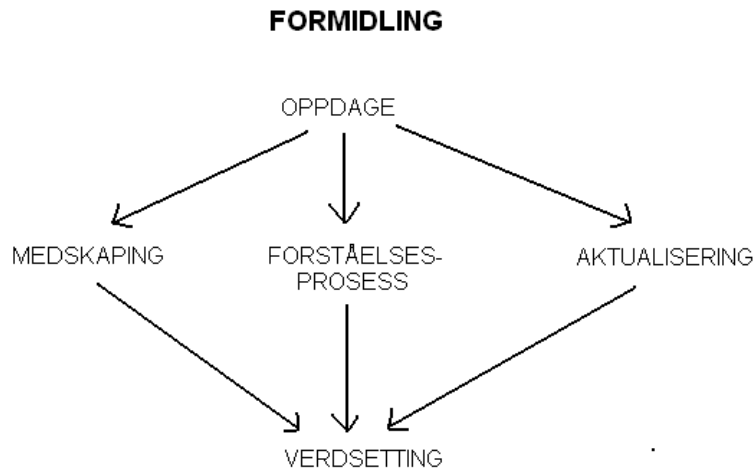 FORMIDLING
OPPDAGE
MEDSKAPING
FORSTÅELSES-
PROSESS
AKTUALISERING
VERDSETTING